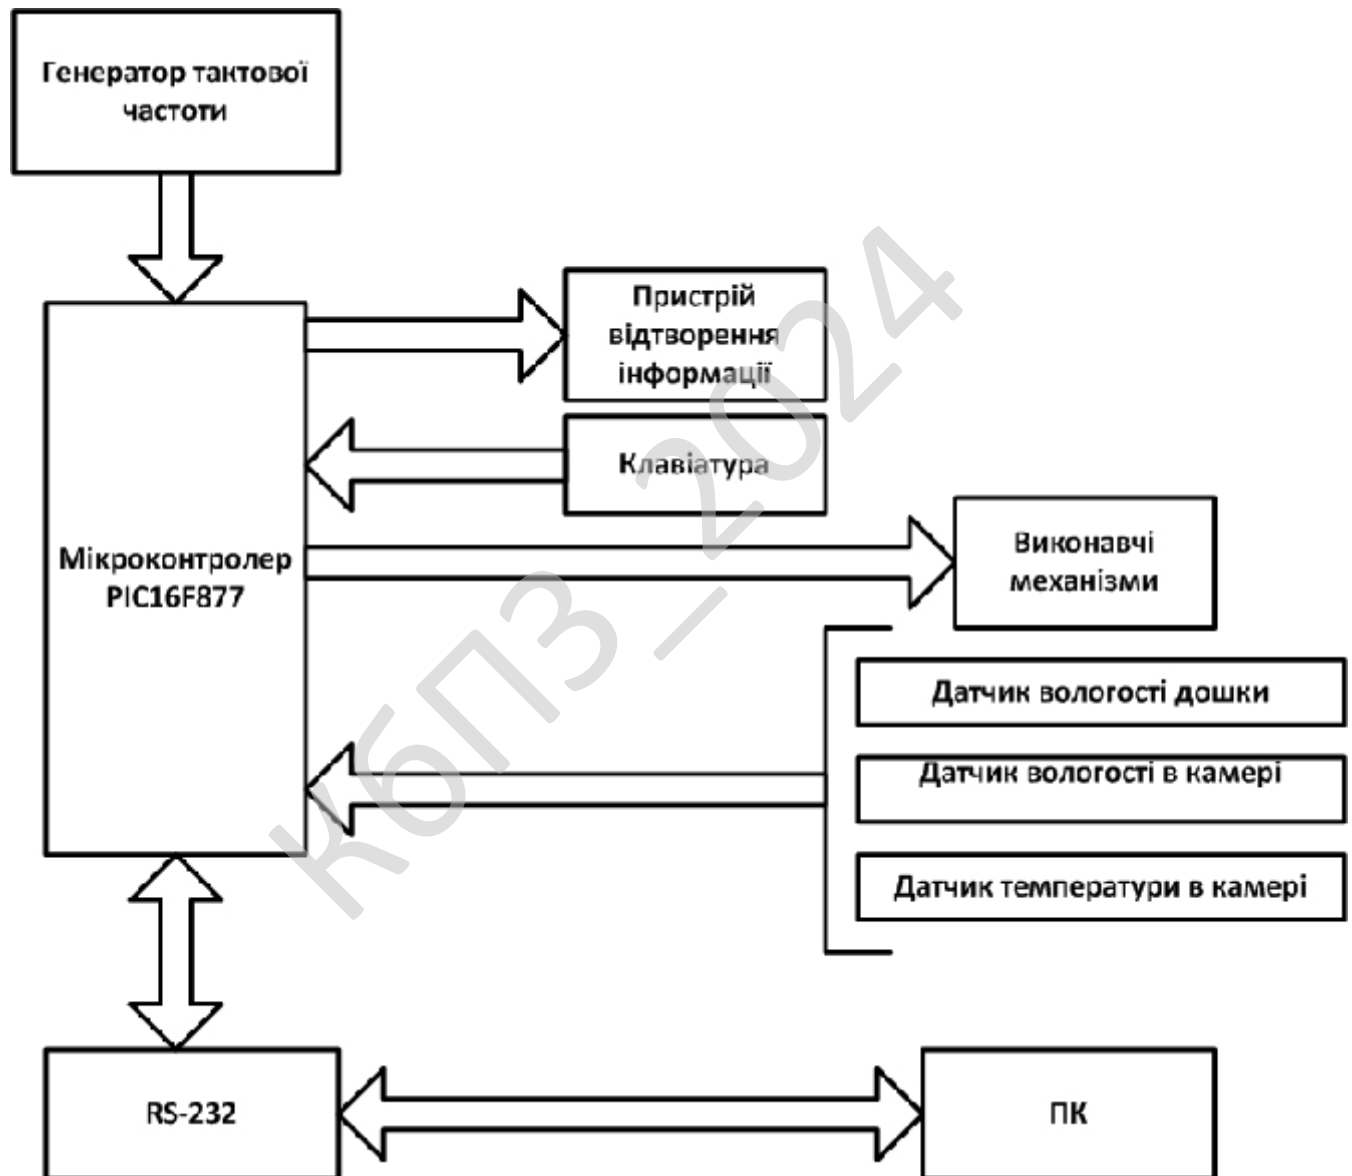 Генератор тактової
частоти
Пристрій
відтворення
інформації
Клавіатура
Мікроконтролер
PIC16F877
Виконавчі
механізми
Датчик вологості дошки
Датчик вологості в камері
Датчик температури в камері
RS-232
ПК
КбПЗ_2024